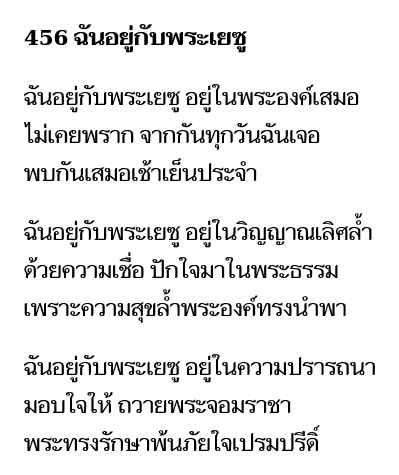 456 ฉันอยู่กับพระเยซู
ฉันอยู่กับพระเยซู อยู่ในพระองค์เสมอ
ไม่เคยพราก จากกันทุกวันฉันเจอ
พบกันเสมอเช้าเย็นประจำ
ฉันอยู่กับพระเยซู อยู่ในวิญญาณเลิศล้ำ
ด้วยความเชื่อ ปักใจมาในพระธรรม
เพราะความสุขล้ำพระองค์ทรงนำพา
ฉันอยู่กับพระเยซู อยู่ในความปรารถนา
มอบใจให้ ถวายพระจอมราชา
พระทรงรักษาพ้นภัยใจเปรมปรีดิ์